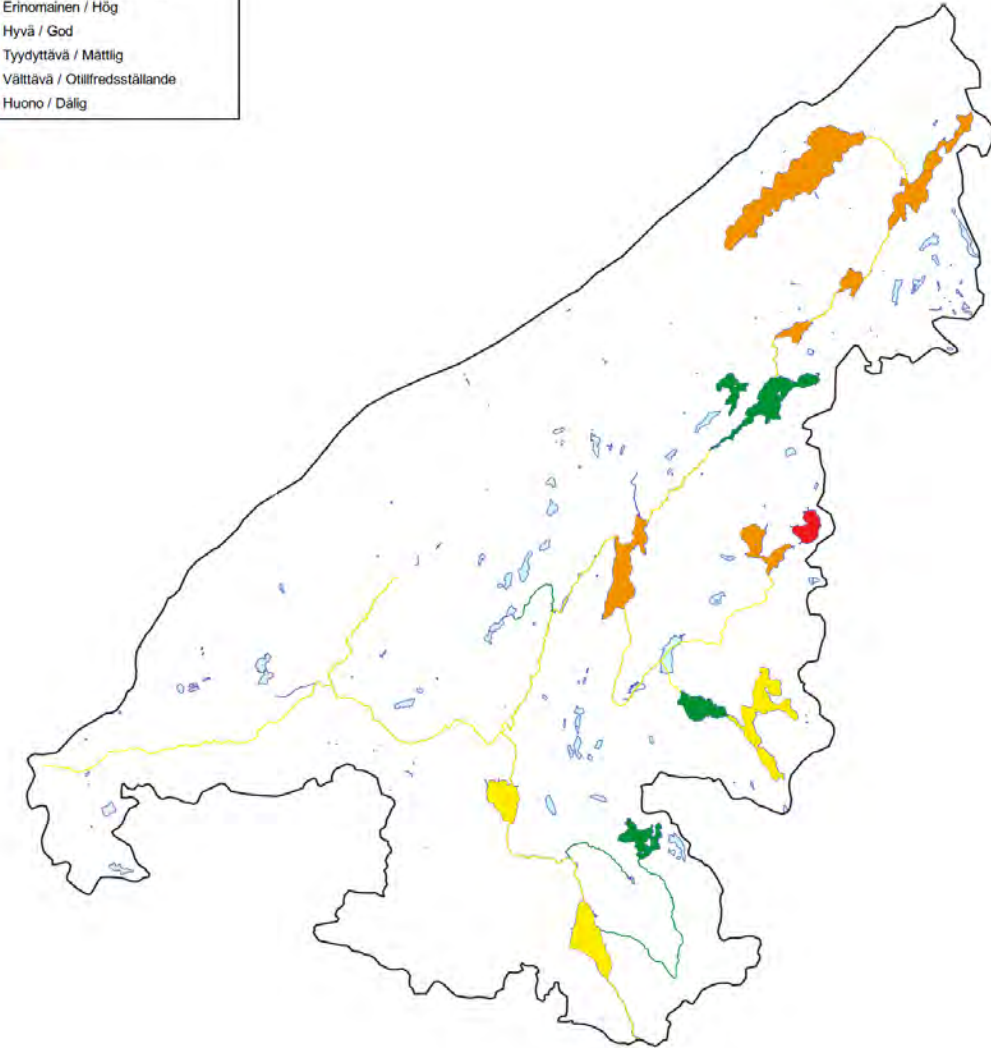 Erinomainen / Hög
Hyvä / God
Tyydyttävä / Måttlig
Välttävä / Otillfredsställande
Huono / Dålig